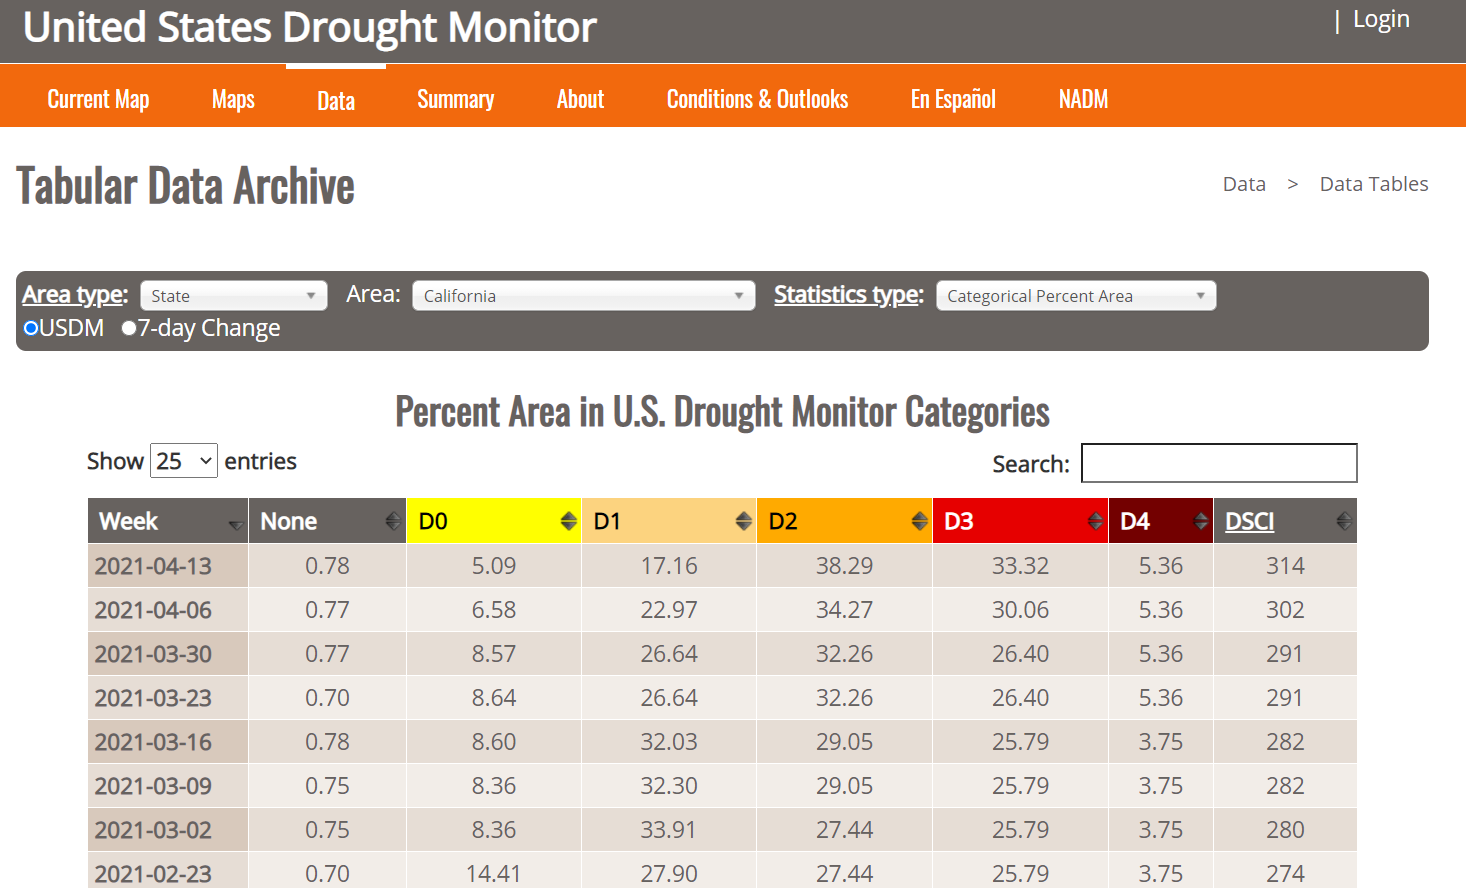 United States Drought Monitor | Login
Current Map Maps Data Summary About Conditions & Outlooks En Español NADM
Tabular Data Archive Data > Data Tables
Area type: State Area: California Statistics type: Categorical Percent Area
USDM 7-day Change
Percent Area in U.S. Drought Monitor Categories
Show 25 entries Search:
Week None D0 D1 D2 D3 D4 DSCI
2021-04-13 0.78 5.09 17.16 38.29 33.32 5.36 314
2021-04-06 0.77 6.58 22.97 34.27 30.06 5.36 302
2021-03-30 0.77 8.57 26.64 32.26 26.40 5.36 291
2021-03-23 0.70 8.64 26.64 32.26 26.40 5.36 291
2021-03-16 0.78 8.60 32.03 29.05 25.79 3.75 282
2021-03-09 0.75 8.36 32.30 29.05 25.79 3.75 282
2021-03-02 0.75 8.36 33.91 27.44 25.79 3.75 280
2021-02-23 0.70 14.41 27.90 27.44 25.79 3.75 274